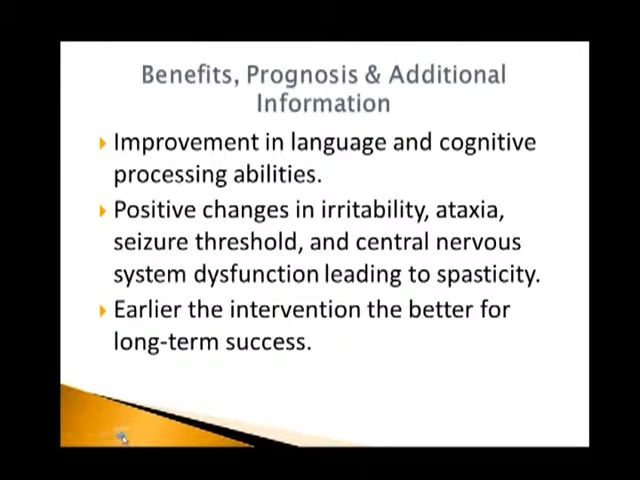 Benefits, Prognosis & Additional
Information
Improvement in language and cognitive
processing abilities.
Positive changes in irritability, ataxia,
seizure threshold, and central nervous
system dysfunction leading to spasticity.
Earlier the intervention the better for
long-term success.